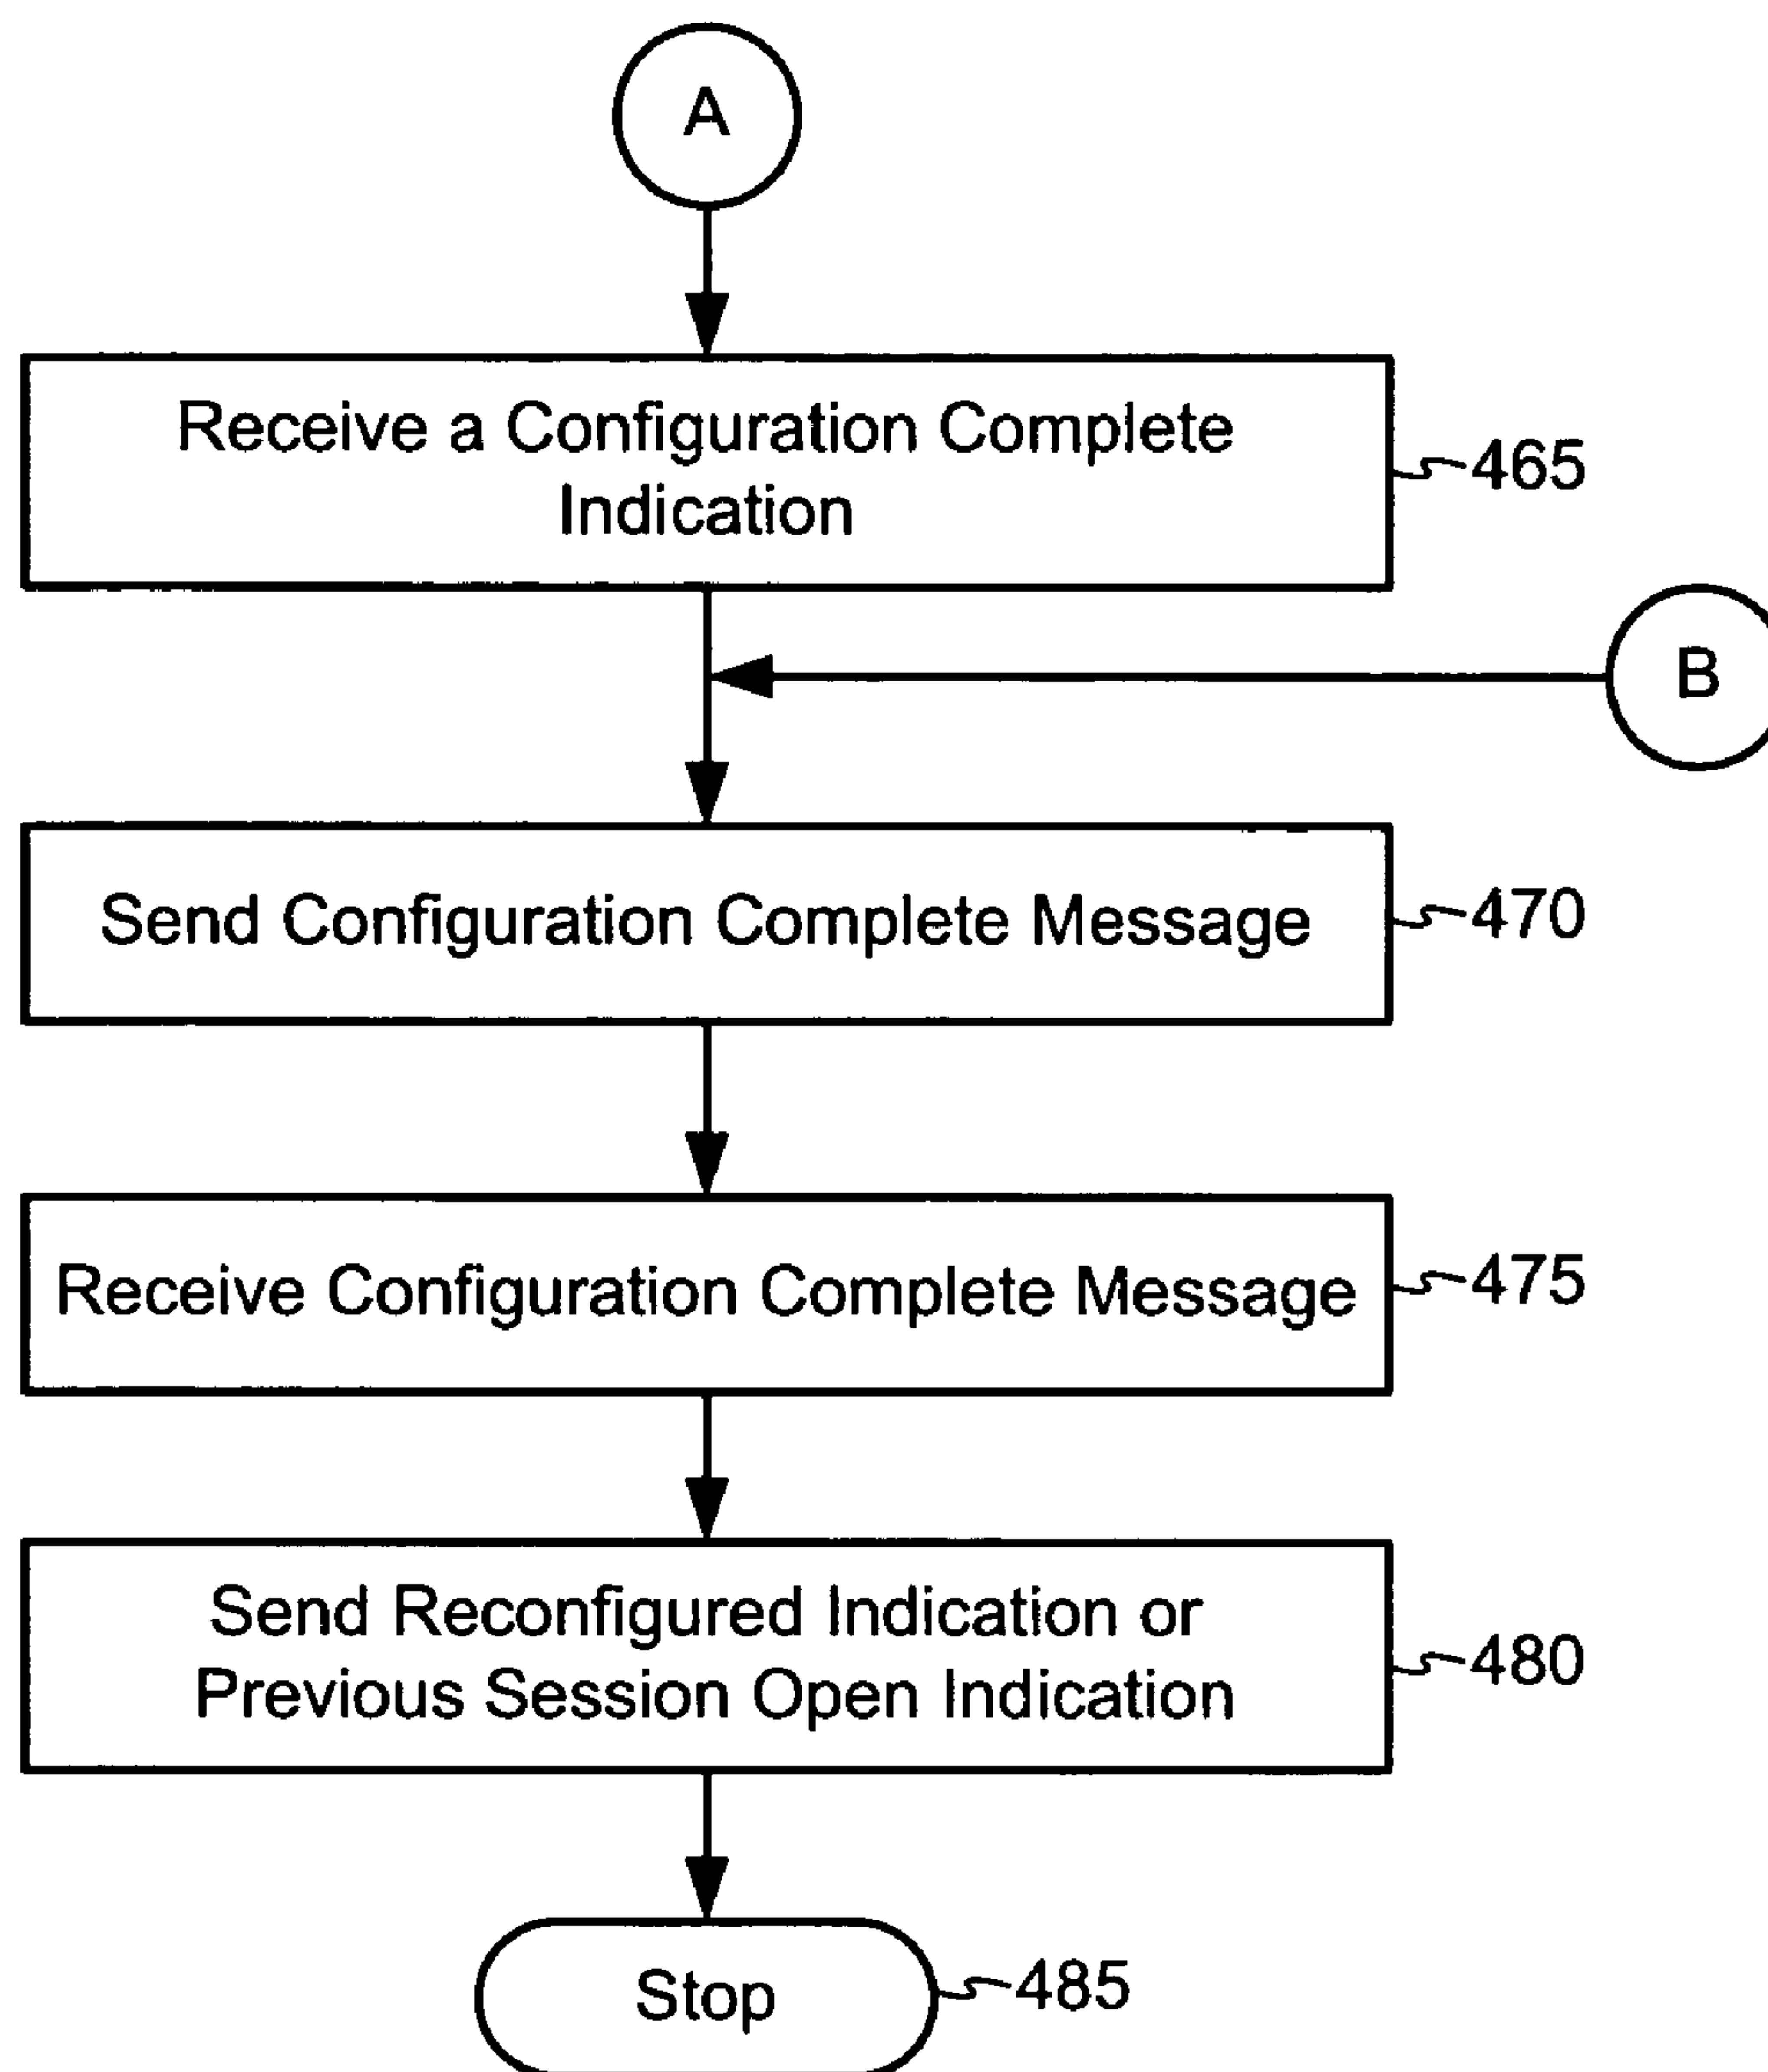 A
Receive a Configuration Complete
Indication
465
B
Send Configuration Complete Message
470
Receive Configuration Complete Message
475
Send Reconfigured Indication or
Previous Session Open Indication
480
Stop
485